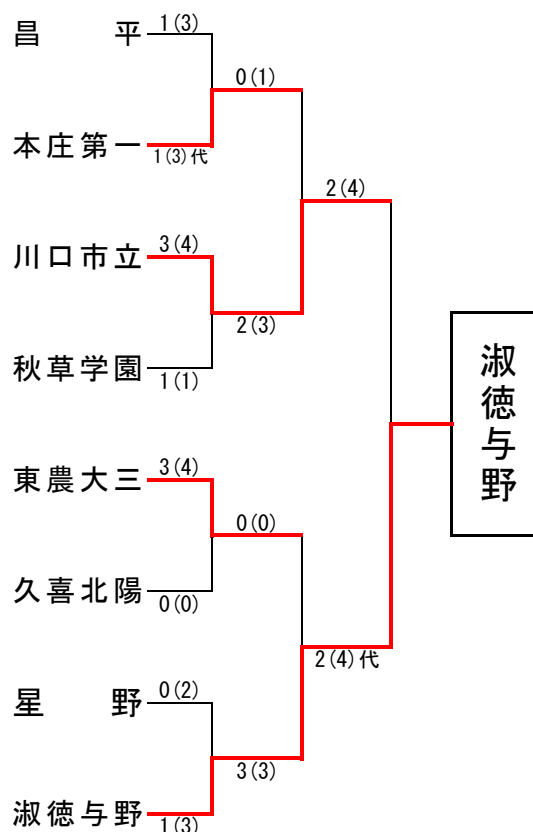 昌平
1(3)
0(1)
本庄第一
1(3)代
2(4)
川口市立
3(4)
2(3)
秋草学園
1(1)
淑徳与野
東農大三
3(4)
0(0)
久喜北陽
0(0)
2(4)代
星野
0(2)
3(3)
淑徳与野
1(3)